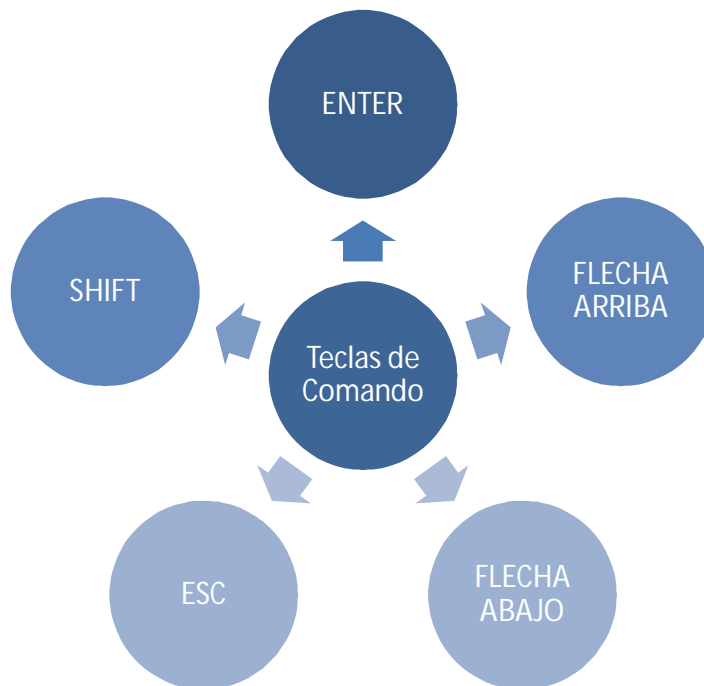 ENTER
SHIFT
FLECHA
ARRIBA
Teclas de
Comando
ESC
FLECHA
ABAJO